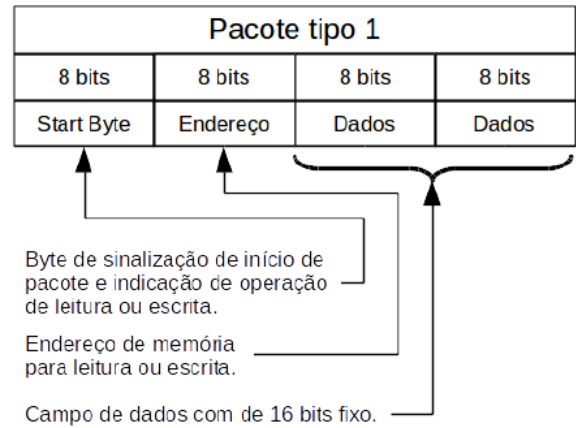 Pacote tipo 1
8 bits 8 bits 8 bits 8 bits
Start Byte Endereço Dados Dados
Byte de sinalização de início de
pacote e indicação de operação
de leitura ou escrita.
Endereço de memória
para leitura ou escrita.
Campo de dados com de 16 bits fixo.